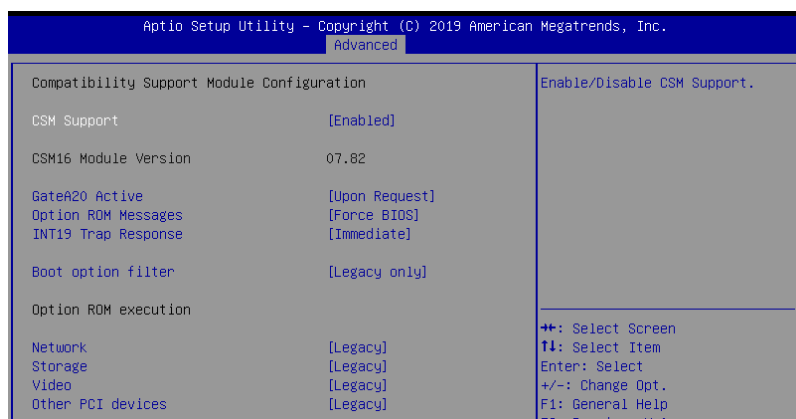 Aptio Setup Utility – Copyright (C) 2019 American Megatrends, Inc.
Advanced
Compatibility Support Module Configuration
CSM Support [Enabled]
CSM16 Module Version 07.82
GateA20 Active [Upon Request]
Option ROM Messages [Force BIOS]
INT19 Trap Response [Immediate]
Boot option filter [Legacy only]
Option ROM execution
Network [Legacy]
Storage [Legacy]
Video [Legacy]
Other PCI devices [Legacy]
Enable/Disable CSM Support.
→←: Select Screen
↑↓: Select Item
Enter: Select
+/-: Change Opt.
F1: General Help